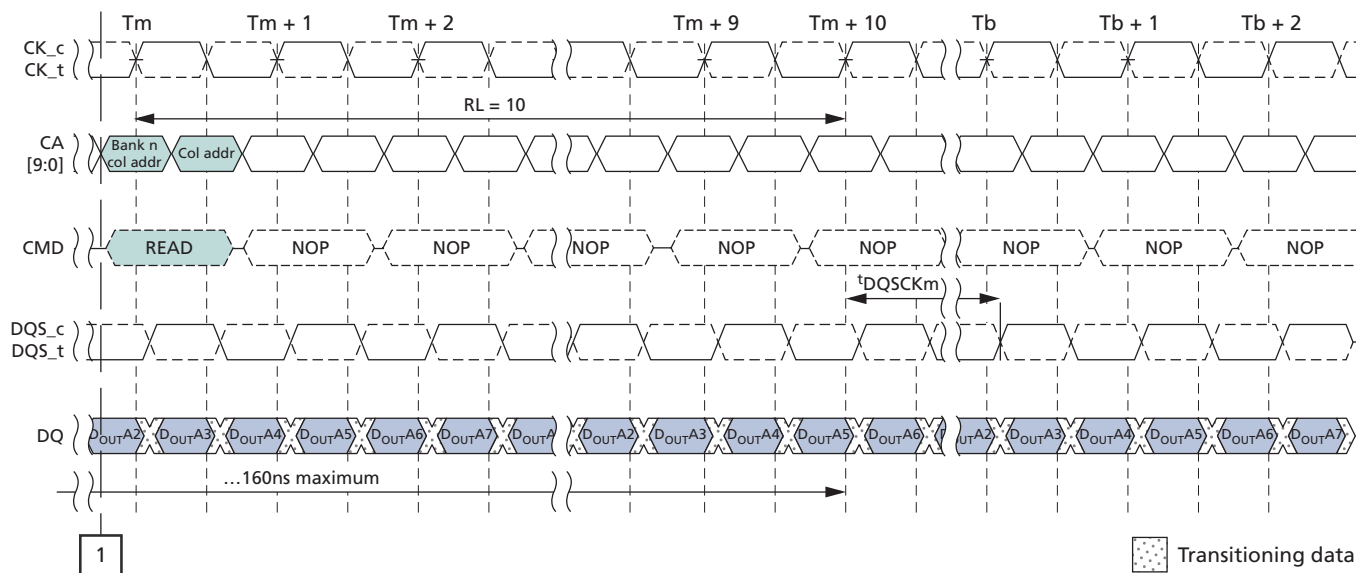 Tm Tm + 1 Tm + 2 Tm + 9 Tm + 10 Tb Tb + 1 Tb + 2
CK_c
CK_t
RL = 10
CA
[9:0]
Bank n
col addr
Col addr
CMD READ NOP NOP NOP NOP NOP NOP NOP NOP
tDQSCKm
DQS_c
DQS_t
DQ DOUTA2 DOUTA3 DOUTA4 DOUTA5 DOUTA6 DOUTA7 DOUTA2 DOUTA3 DOUTA4 DOUTA5 DOUTA6 DOUTA2 DOUTA3 DOUTA4 DOUTA5 DOUTA6 DOUTA7
…160ns maximum
1
Transitioning data